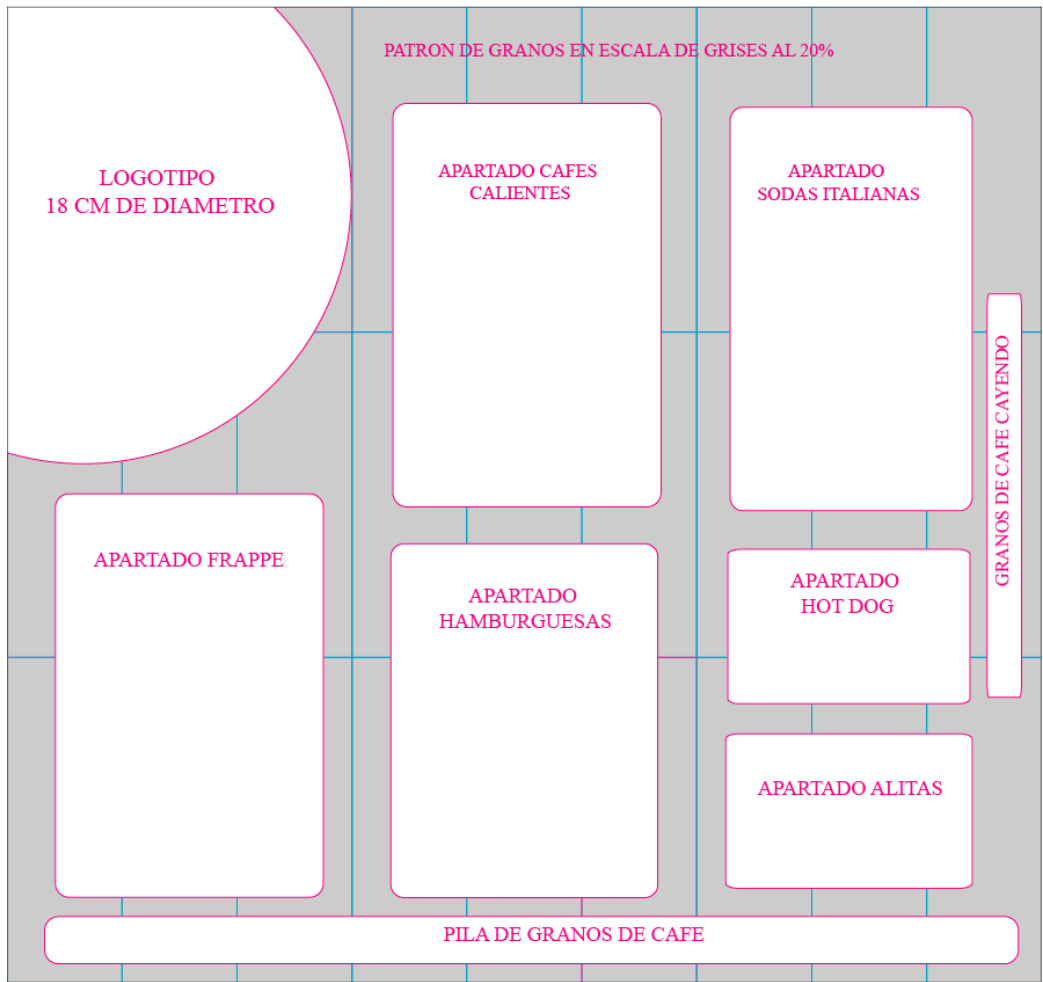 PATRON DE GRANOS EN ESCALA DE GRISES AL 20%
LOGOTIPO
18 CM DE DIAMETRO
APARTADO CAFES
CALIENTES
APARTADO
SODAS ITALIANAS
GRANOS DE CAFE CAYENDO
APARTADO FRAPPE
APARTADO
HAMBURGUESAS
APARTADO
HOT DOG
APARTADO ALITAS
PILA DE GRANOS DE CAFE